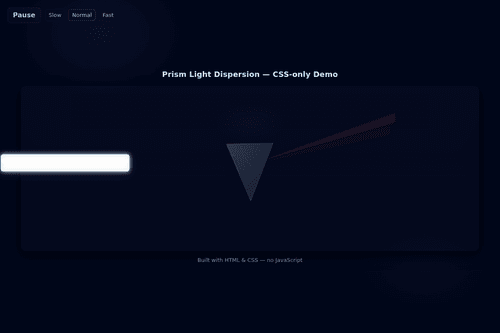 Pause Slow Normal Fast
Prism Light Dispersion — CSS-only Demo
Built with HTML & CSS — no JavaScript